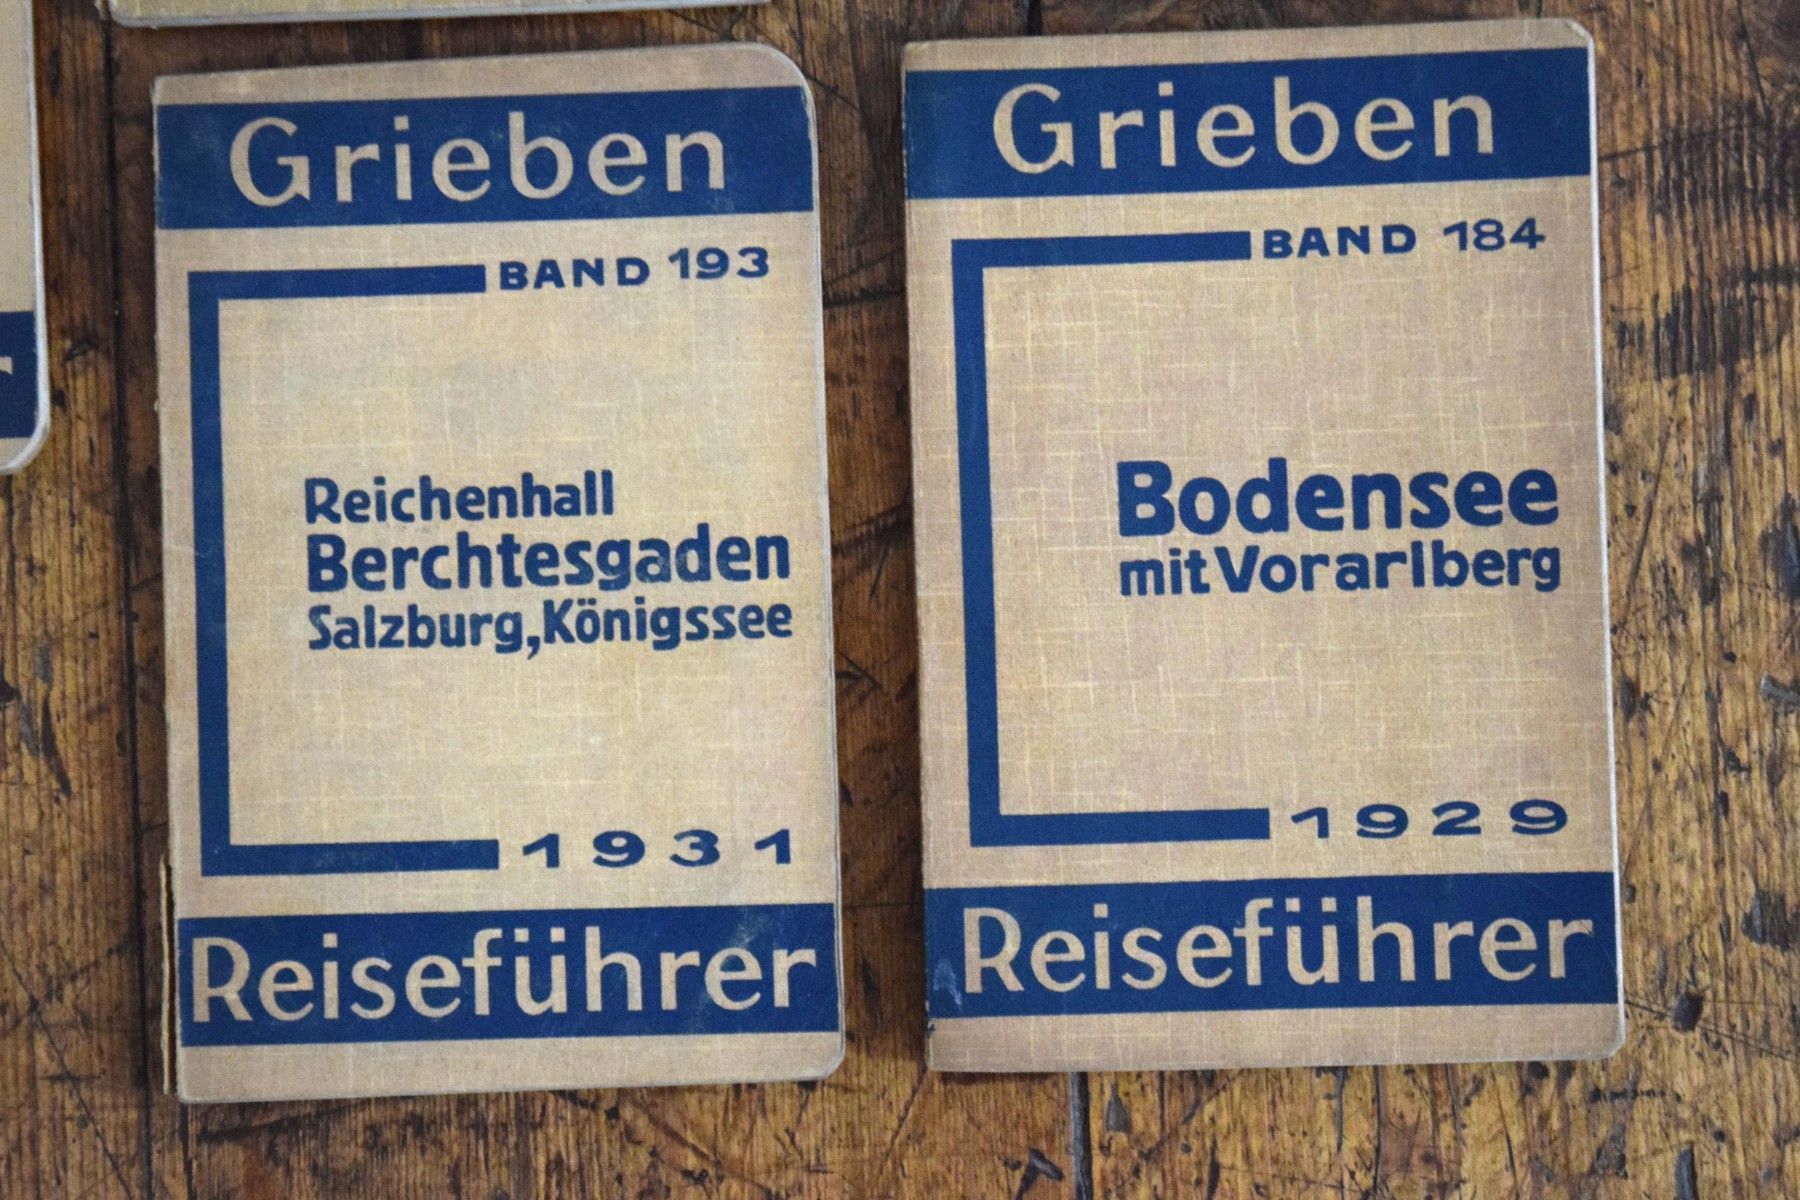 Grieben
BAND 193
Reichenhall
Berchtesgaden
Salzburg, Königssee
1931
Reiseführer
Grieben
BAND 184
Bodensee
mit Vorarlberg
1929
Reiseführer
r